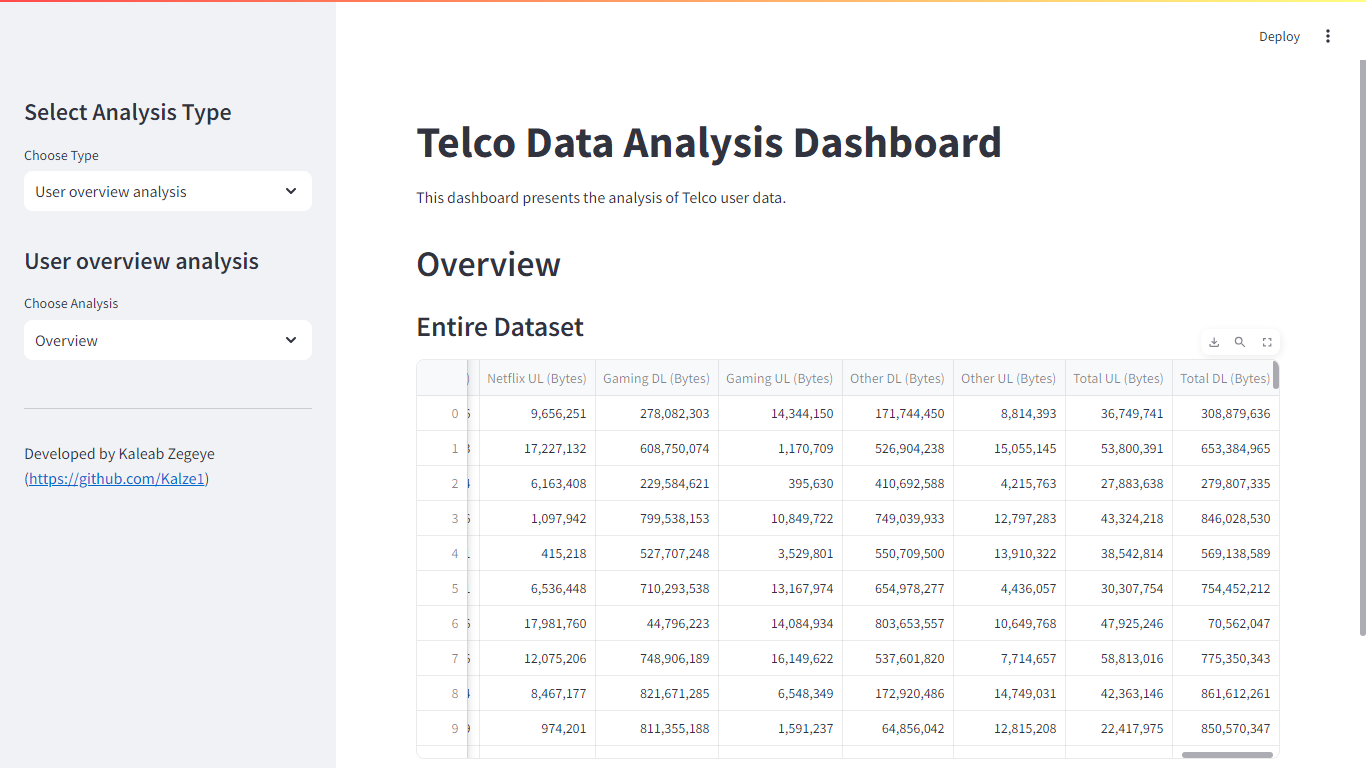 Deploy
Select Analysis Type
Choose Type
User overview analysis
User overview analysis
Choose Analysis
Overview
Developed by Kaleab Zegeye
(https://github.com/Kalze1)
Telco Data Analysis Dashboard
This dashboard presents the analysis of Telco user data.
Overview
Entire Dataset
) Netflix UL (Bytes) Gaming DL (Bytes) Gaming UL (Bytes) Other DL (Bytes) Other UL (Bytes) Total UL (Bytes) Total DL (Bytes)
0 9,656,251 278,082,303 14,344,150 171,744,450 8,814,393 36,749,741 308,879,636
1 17,227,132 608,750,074 1,170,709 526,904,238 15,055,145 53,800,391 653,384,965
2 6,163,408 229,584,621 395,630 410,692,588 4,215,763 27,883,638 279,807,335
3 1,097,942 799,538,153 10,849,722 749,039,933 12,797,283 43,324,218 846,028,530
4 415,218 527,707,248 3,529,801 550,709,500 13,910,322 38,542,814 569,138,589
5 6,536,448 710,293,538 13,167,974 654,978,277 4,436,057 30,307,754 754,452,212
6 17,981,760 44,796,223 14,084,934 803,653,557 10,649,768 47,925,246 70,562,047
7 12,075,206 748,906,189 16,149,622 537,601,820 7,714,657 58,813,016 775,350,343
8 8,467,177 821,671,285 6,548,349 172,920,486 14,749,031 42,363,146 861,612,261
9 974,201 811,355,188 1,591,237 64,856,042 12,815,208 22,417,975 850,570,347